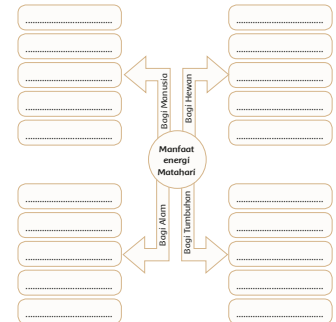 Bagi Manusia
Bagi Hewan
Manfaat
energi
Matahari
Bagi Alam
Bagi Tumbuhan